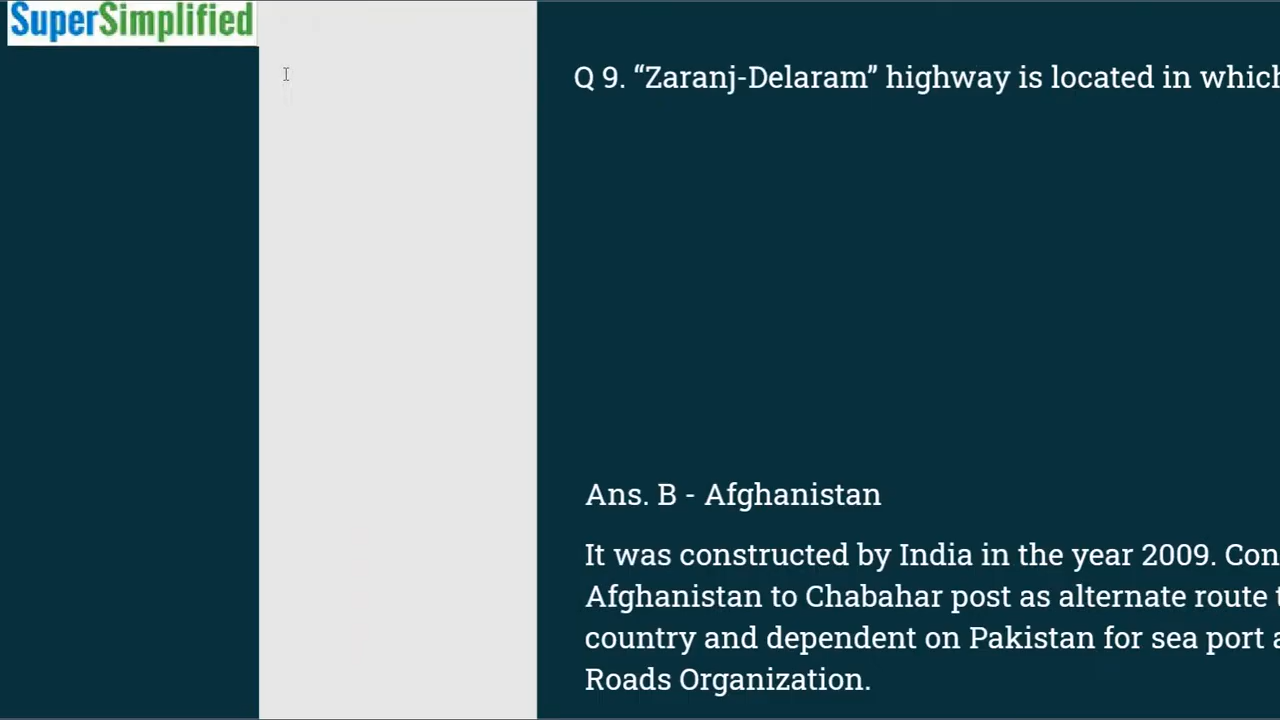 SuperSimplified
Q 9. “Zaranj-Delaram” highway is located in which
Ans. B - Afghanistan
It was constructed by India in the year 2009. Con
Afghanistan to Chabahar post as alternate route t
country and dependent on Pakistan for sea port a
Roads Organization.